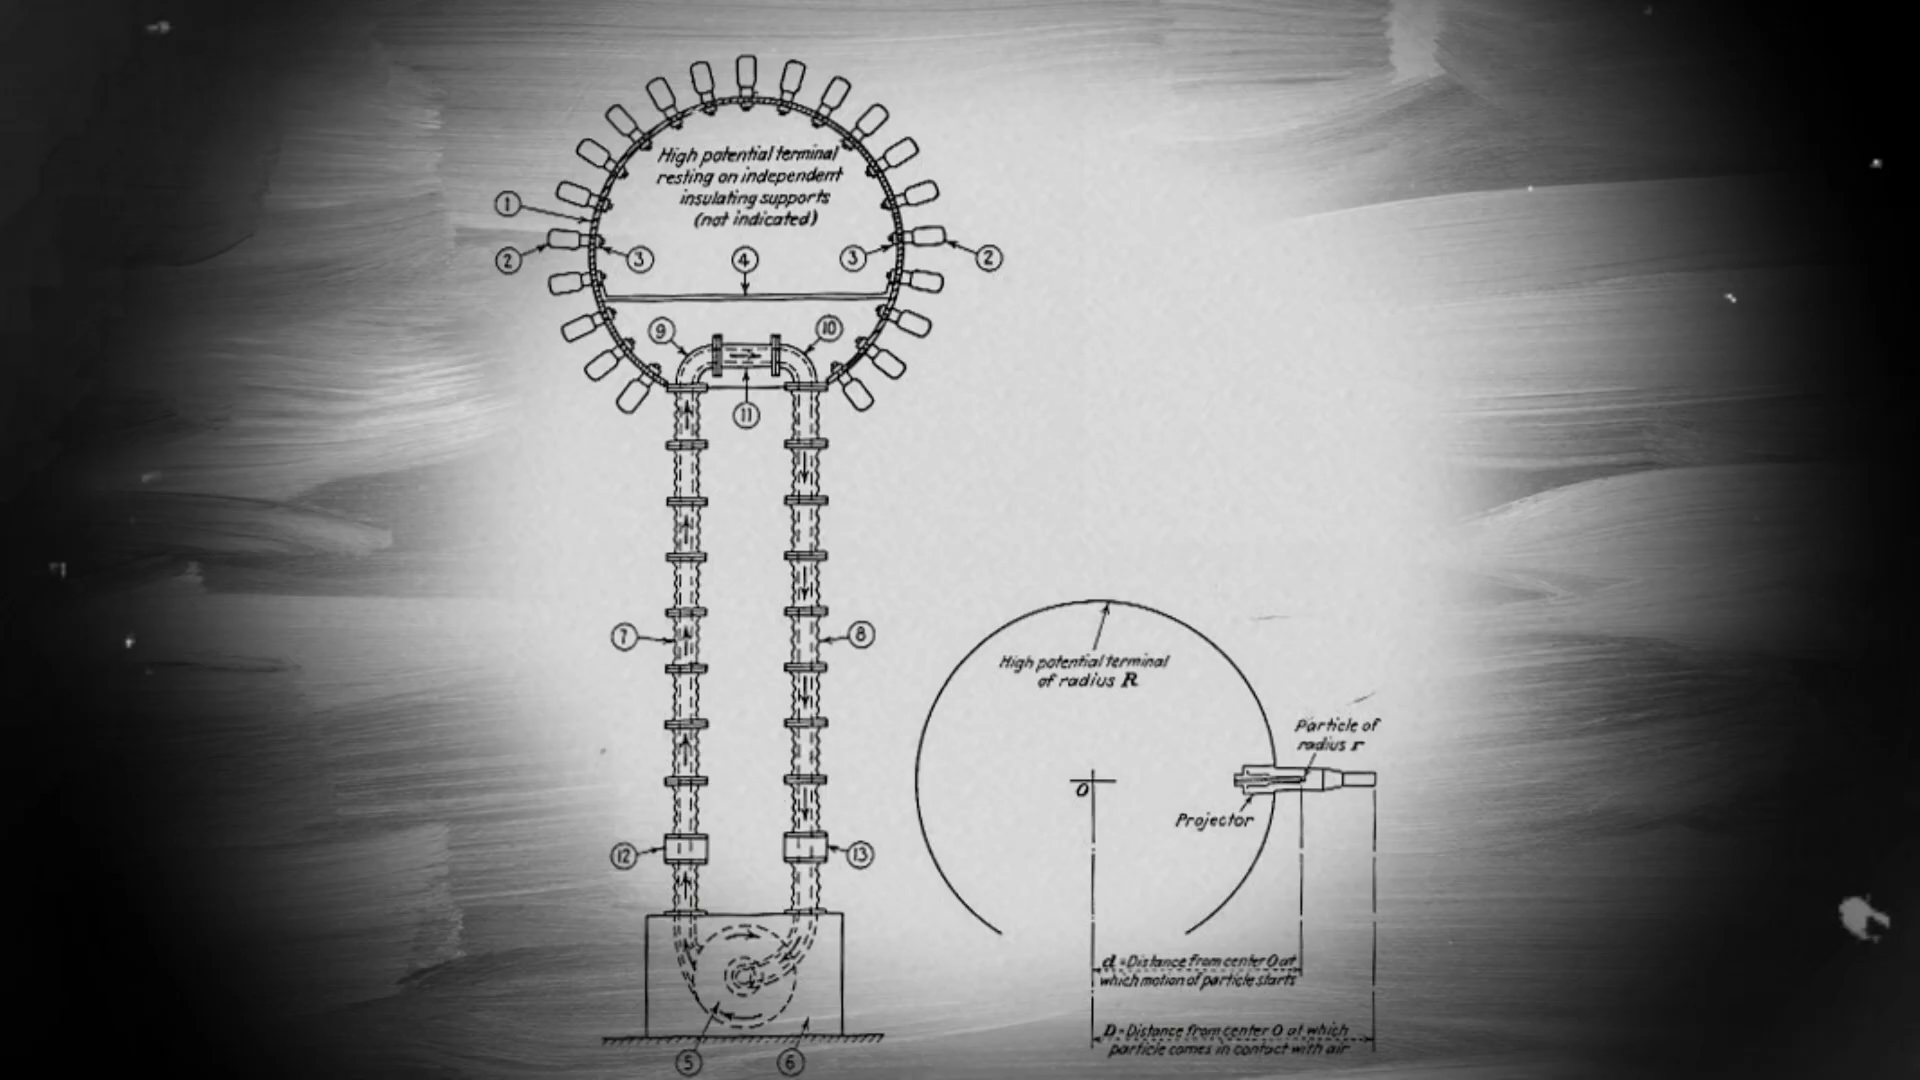 High potential terminal
resting on independent
insulating supports
(not indicated)
1
2
3
4
3
2
9
10
11
7
8
12
13
5
6
High potential terminal
of radius R
Particle of
radius r
O
Projector
d = Distance from center O at
which motion of particle starts
D = Distance from center O at which
particle comes in contact with air